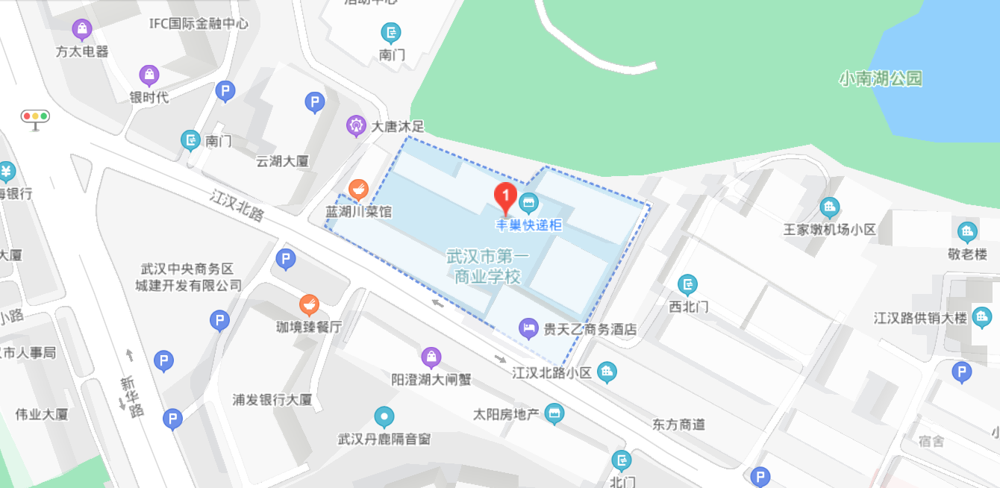 活动中心
IFC国际金融中心
方太电器
南门
小南湖公园
银时代
大唐沐足
南门
云湖大厦
海银行
江汉北路
蓝湖川菜馆
1
丰巢快递柜
王家墩机场小区
武汉市第一
商业学校
敬老楼
大厦
武汉中央商务区
城建开发有限公司
西北门
珈境臻餐厅
贵天乙商务酒店
江汉路供销大楼
小路
汉市人事局
新华路
阳澄湖大闸蟹
江汉北路小区
浦发银行大厦
伟业大厦
太阳房地产
东方商道
武汉丹鹿隔音窗
宿舍
小
北门
P
P
P
P
P
P
P
P